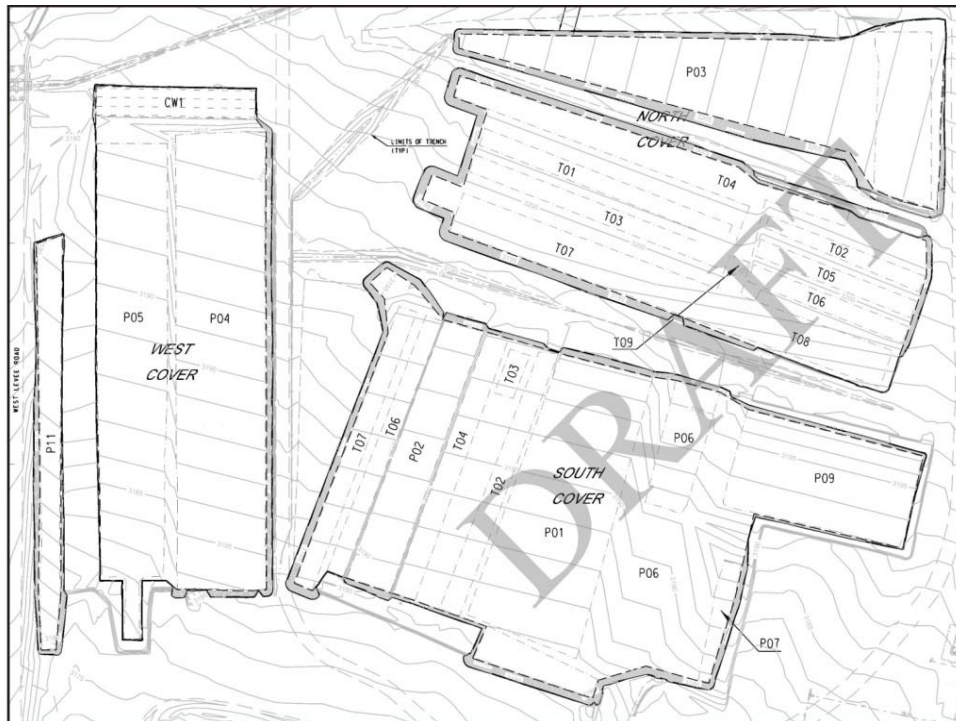 P03
CW1
NORTH
COVER
LIMITS OF TRENCH
(TYP)
T01
T04
T03
T07
T02
T05
T06
T08
T09
P05
P04
WEST
COVER
WEST LEVEE ROAD
P11
T07
T06
P02
T04
T03
T02
SOUTH
COVER
P01
P06
P09
P06
P07
DRAFT